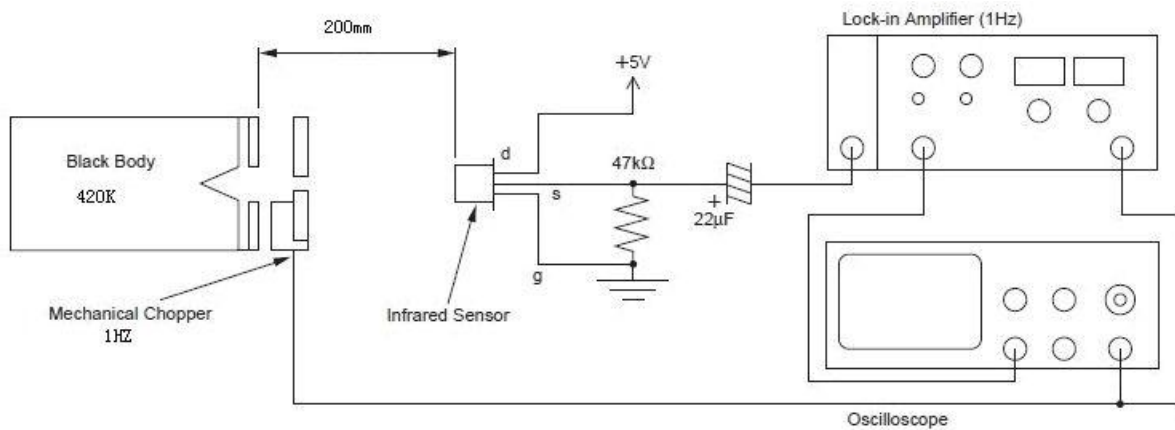 Lock-in Amplifier (1Hz)
200mm
+5V
Black Body
420K
d
s
g
47kΩ
+
22μF
Mechanical Chopper
1HZ
Infrared Sensor
Oscilloscope